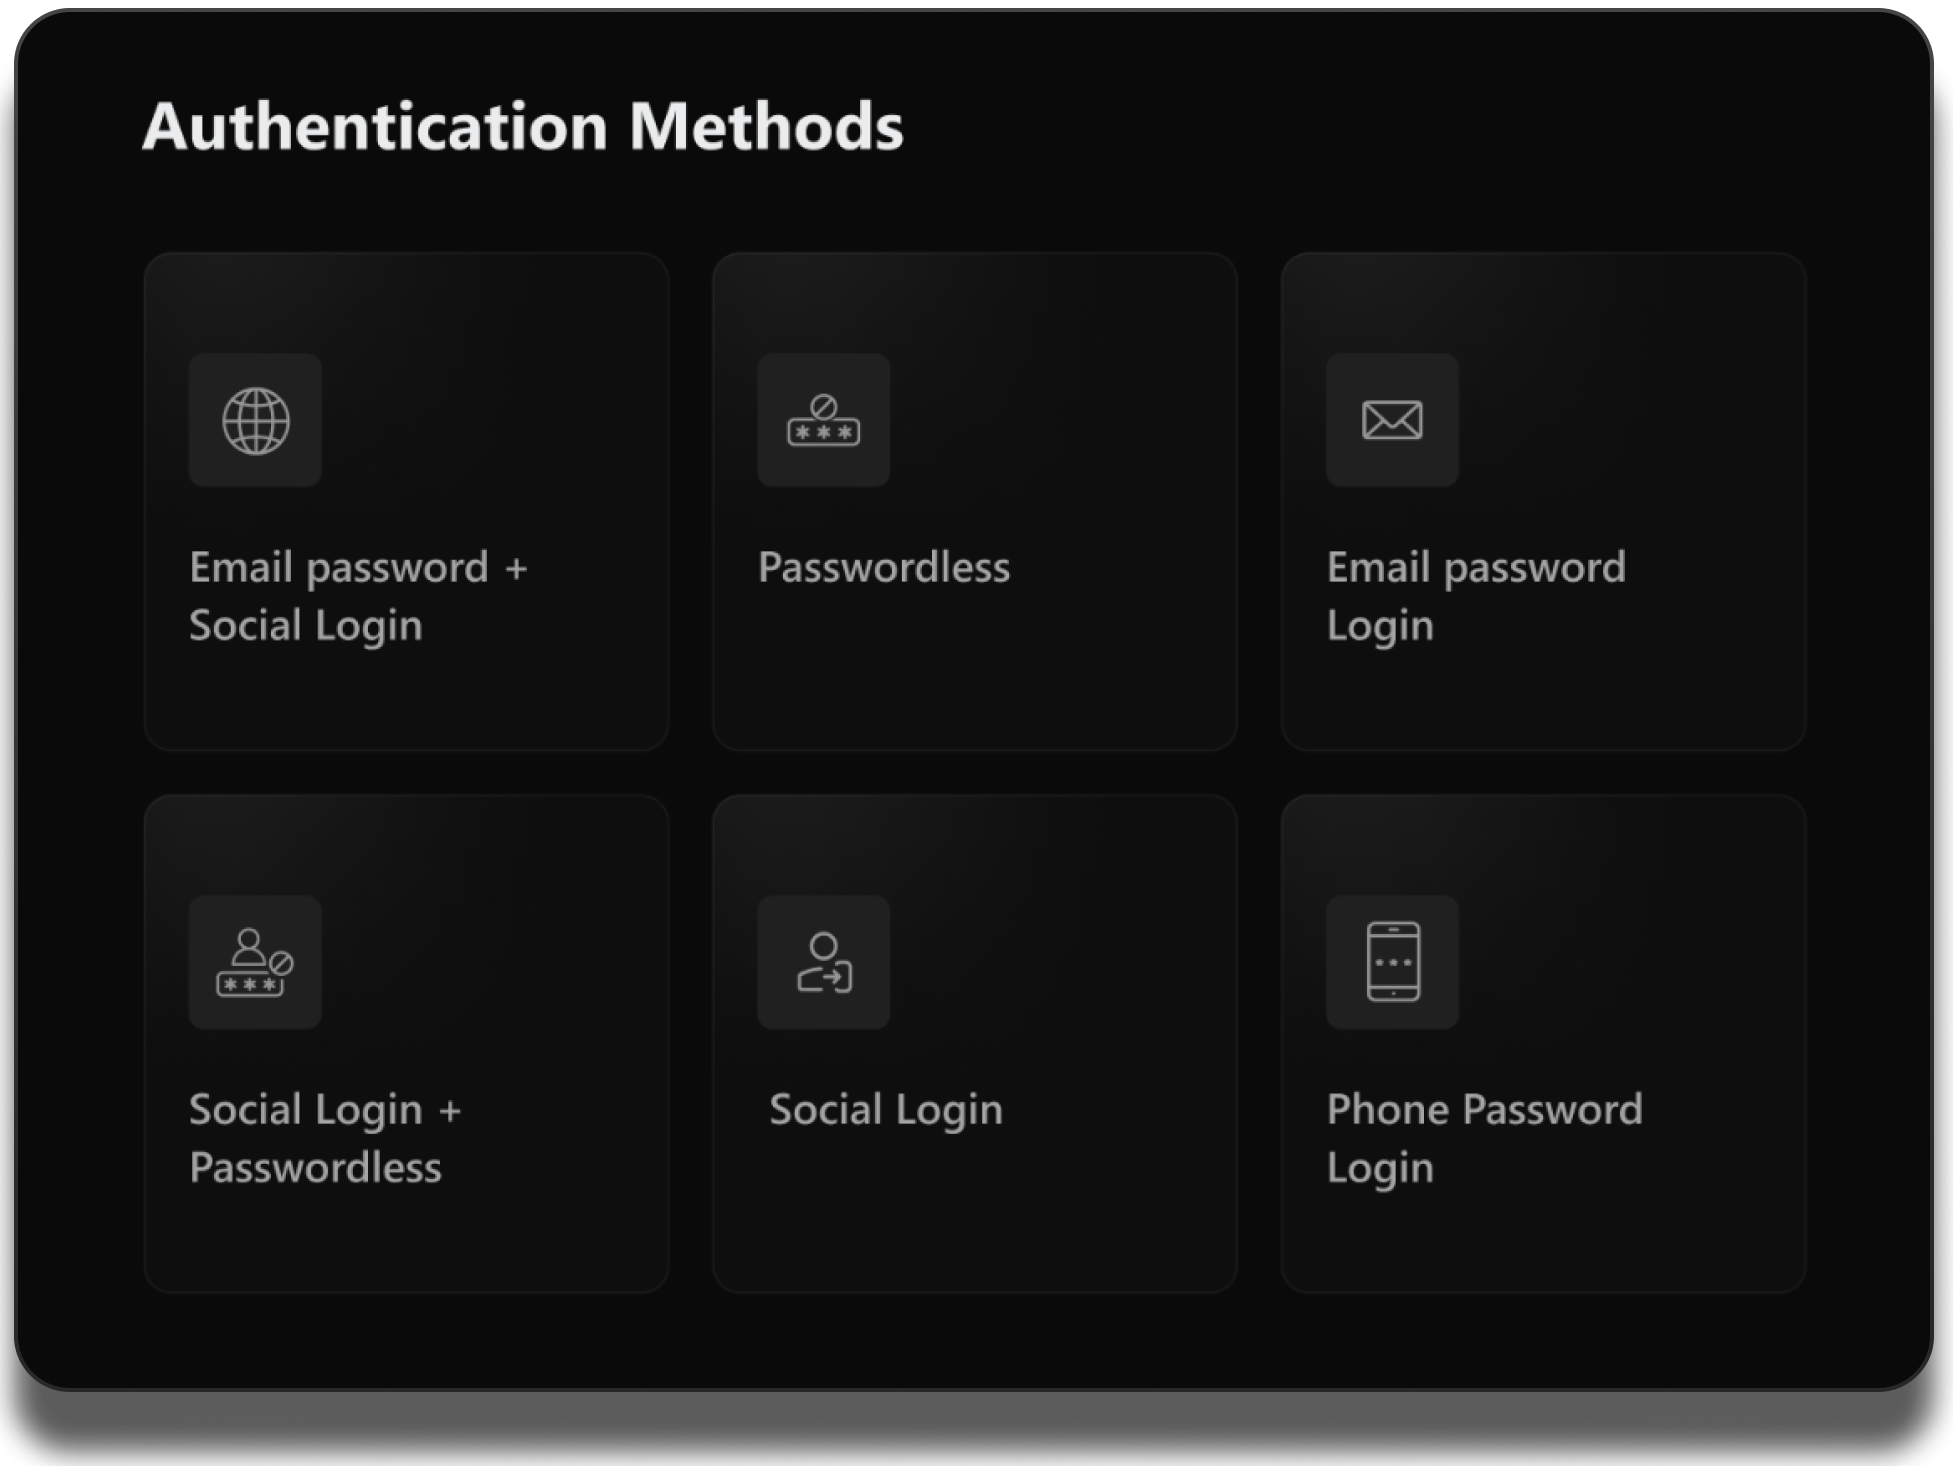 Authentication Methods
Email password +
Social Login
Passwordless
Email password
Login
Social Login +
Passwordless
Social Login
Phone Password
Login